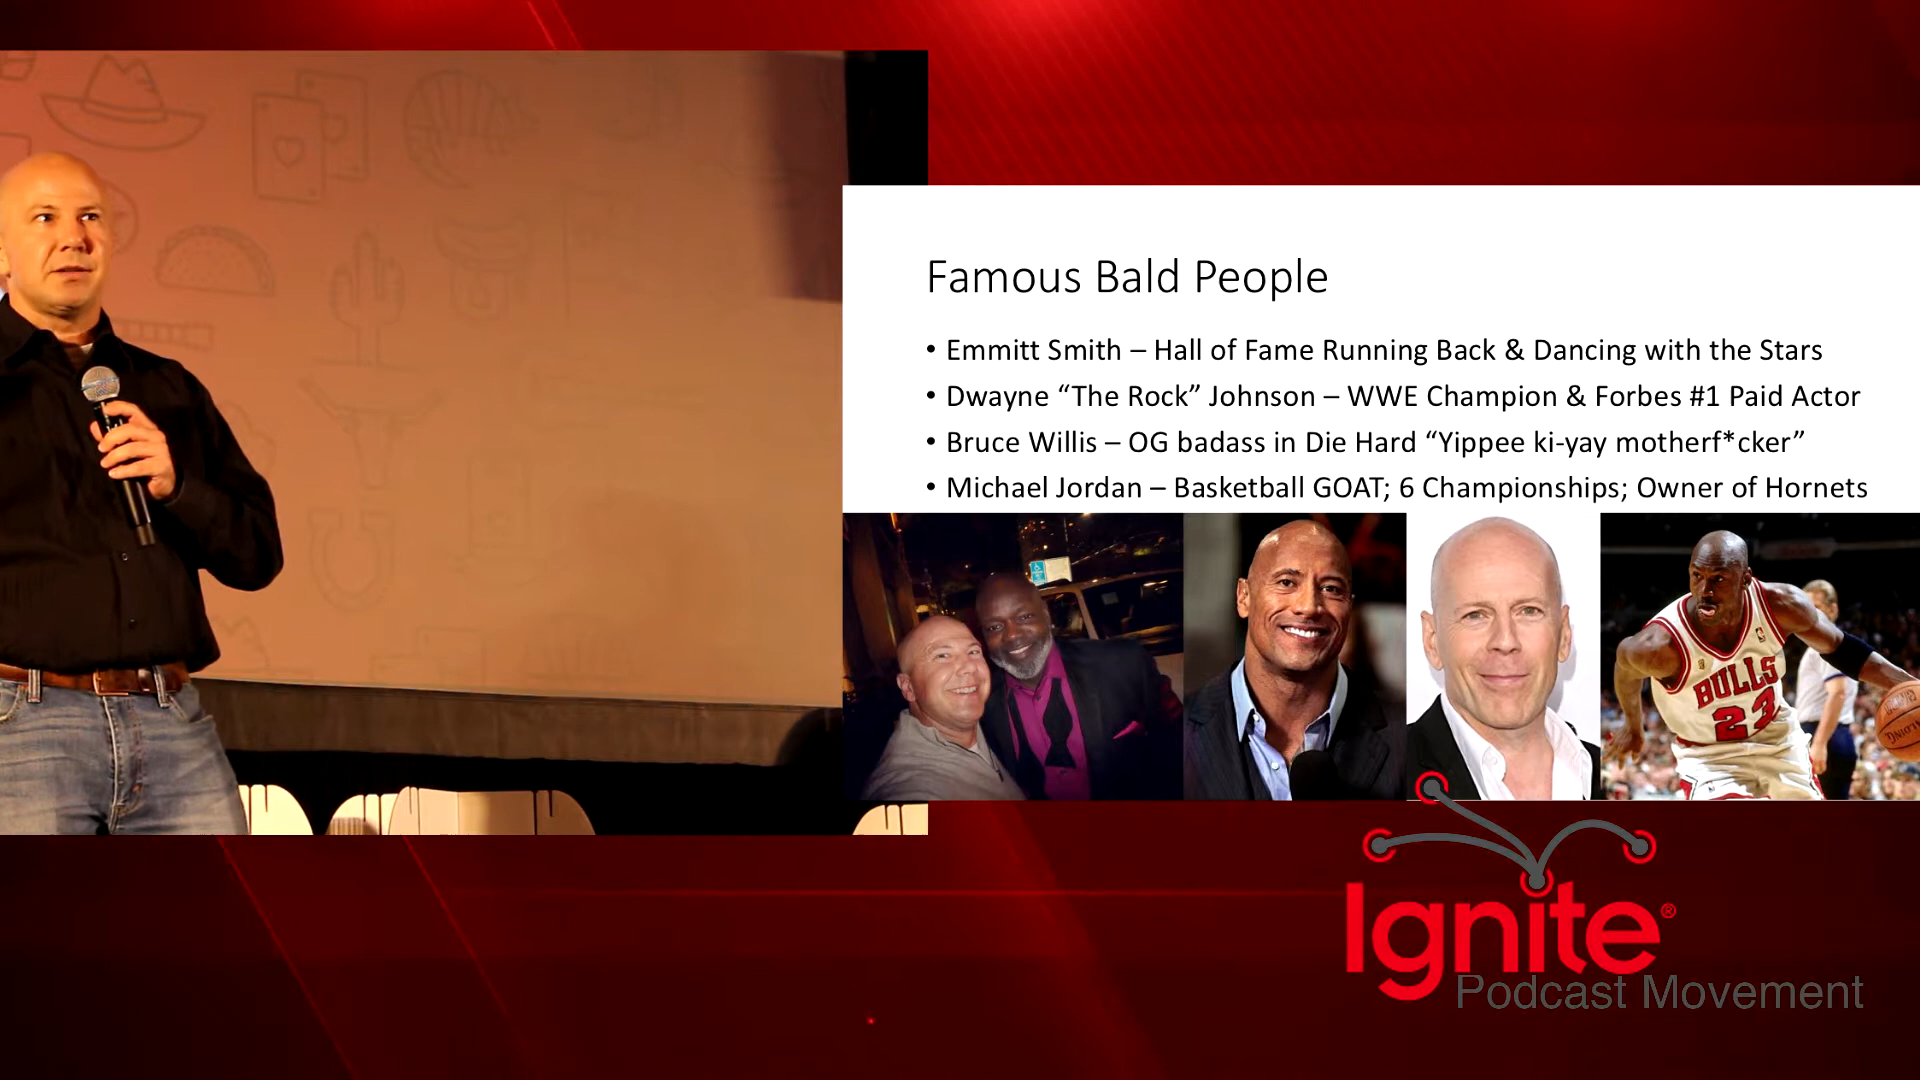 Famous Bald People
• Emmitt Smith – Hall of Fame Running Back & Dancing with the Stars
• Dwayne “The Rock” Johnson – WWE Champion & Forbes #1 Paid Actor
• Bruce Willis – OG badass in Die Hard “Yippee ki-yay motherf*cker”
• Michael Jordan – Basketball GOAT; 6 Championships; Owner of Hornets
BULLS
23
Ignite®
Podcast Movement